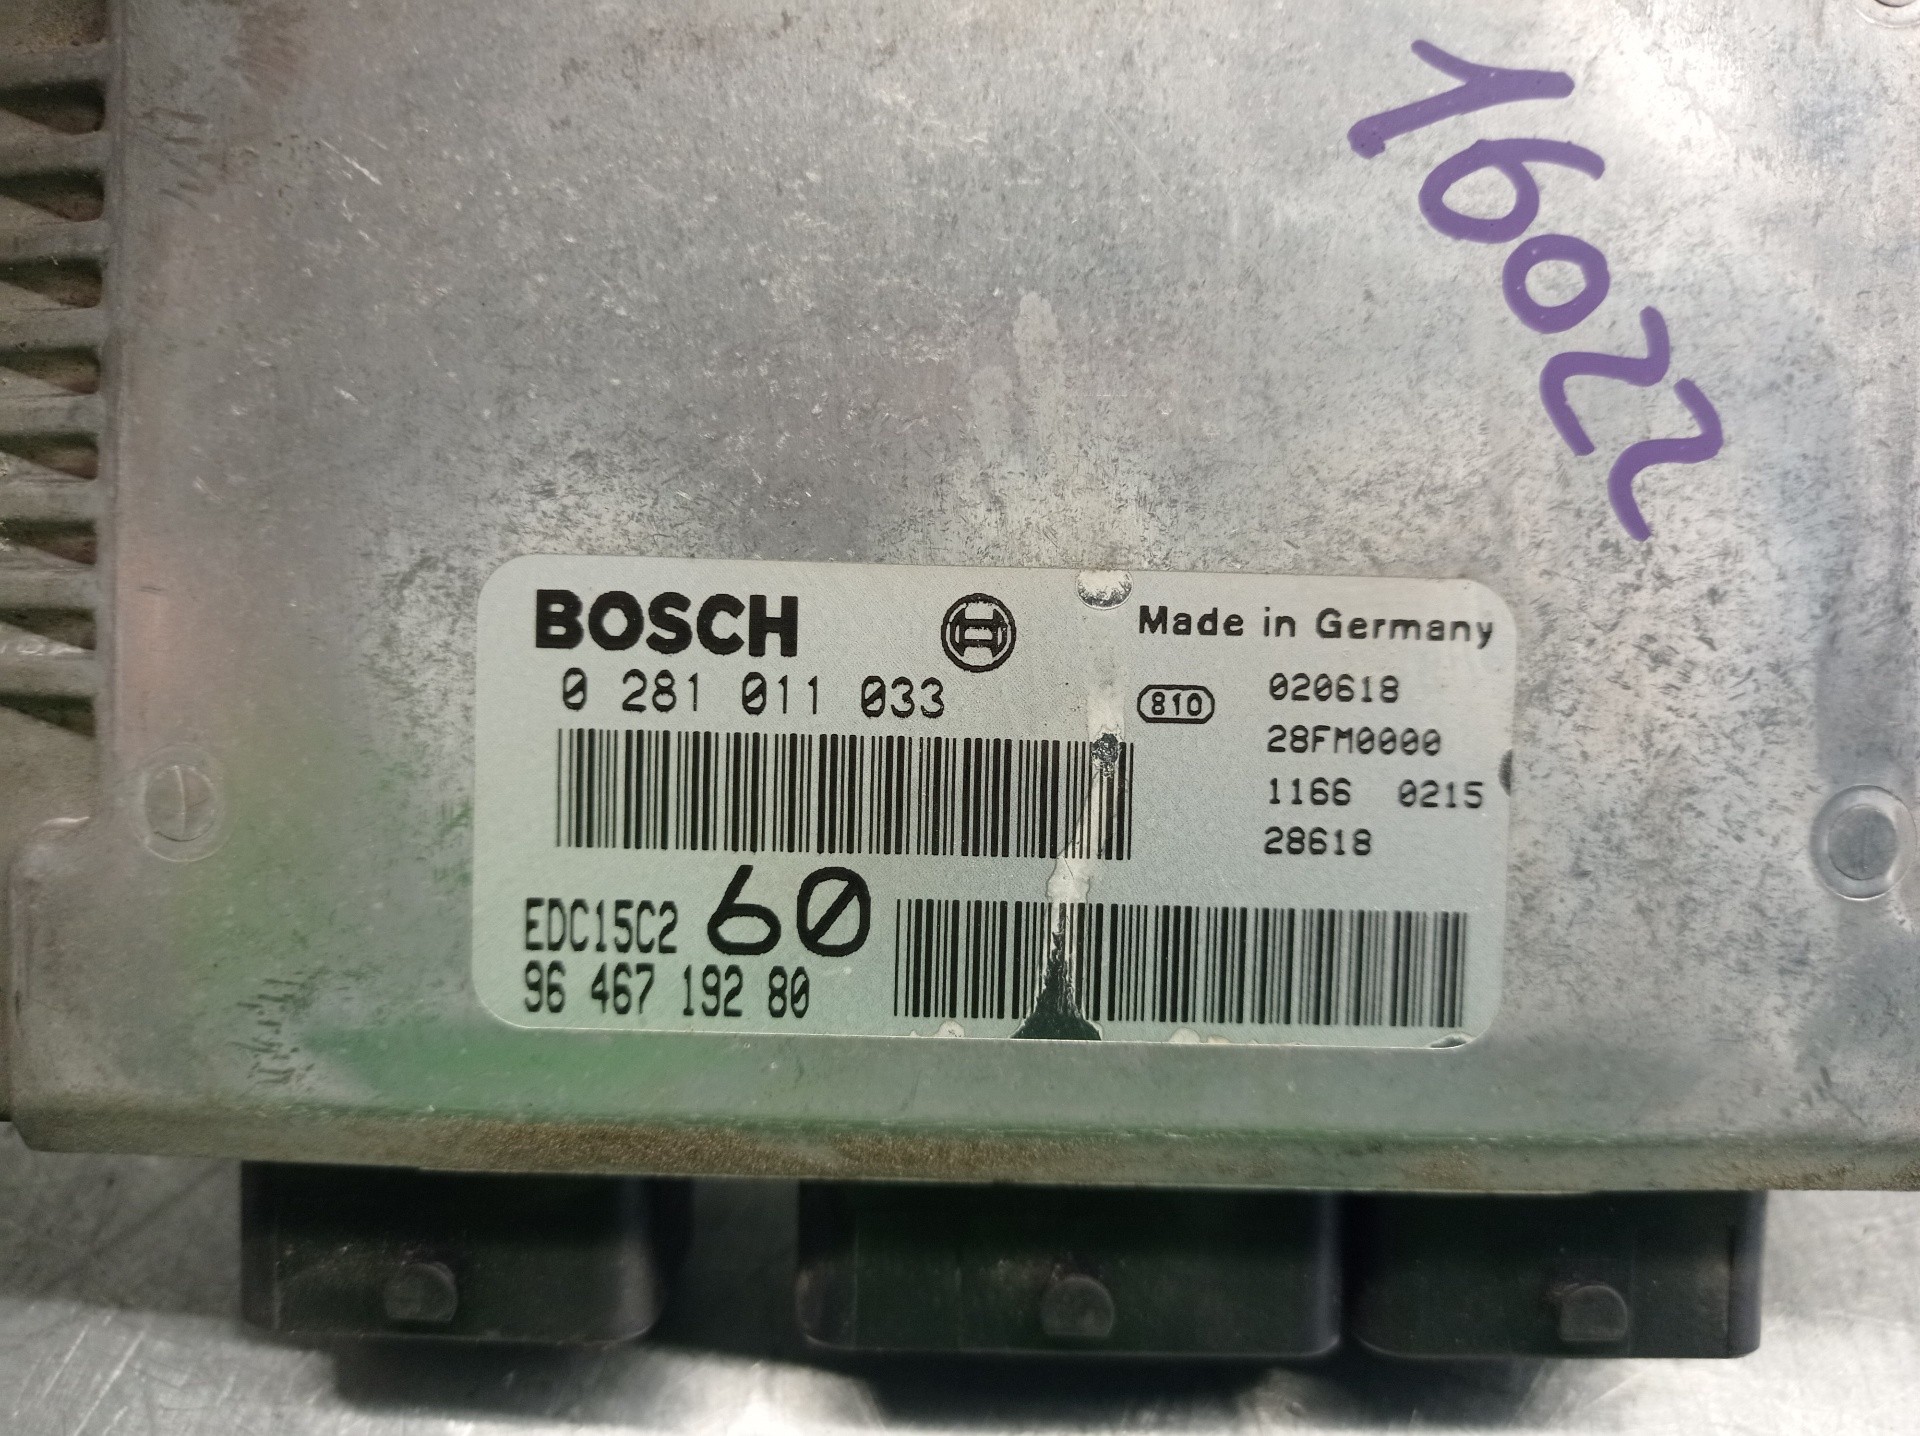 16022
BOSCH
Made in Germany
0 281 011 033
810
020618
28FM0000
1166 0215
28618
EDC15C2 60
96 467 192 80